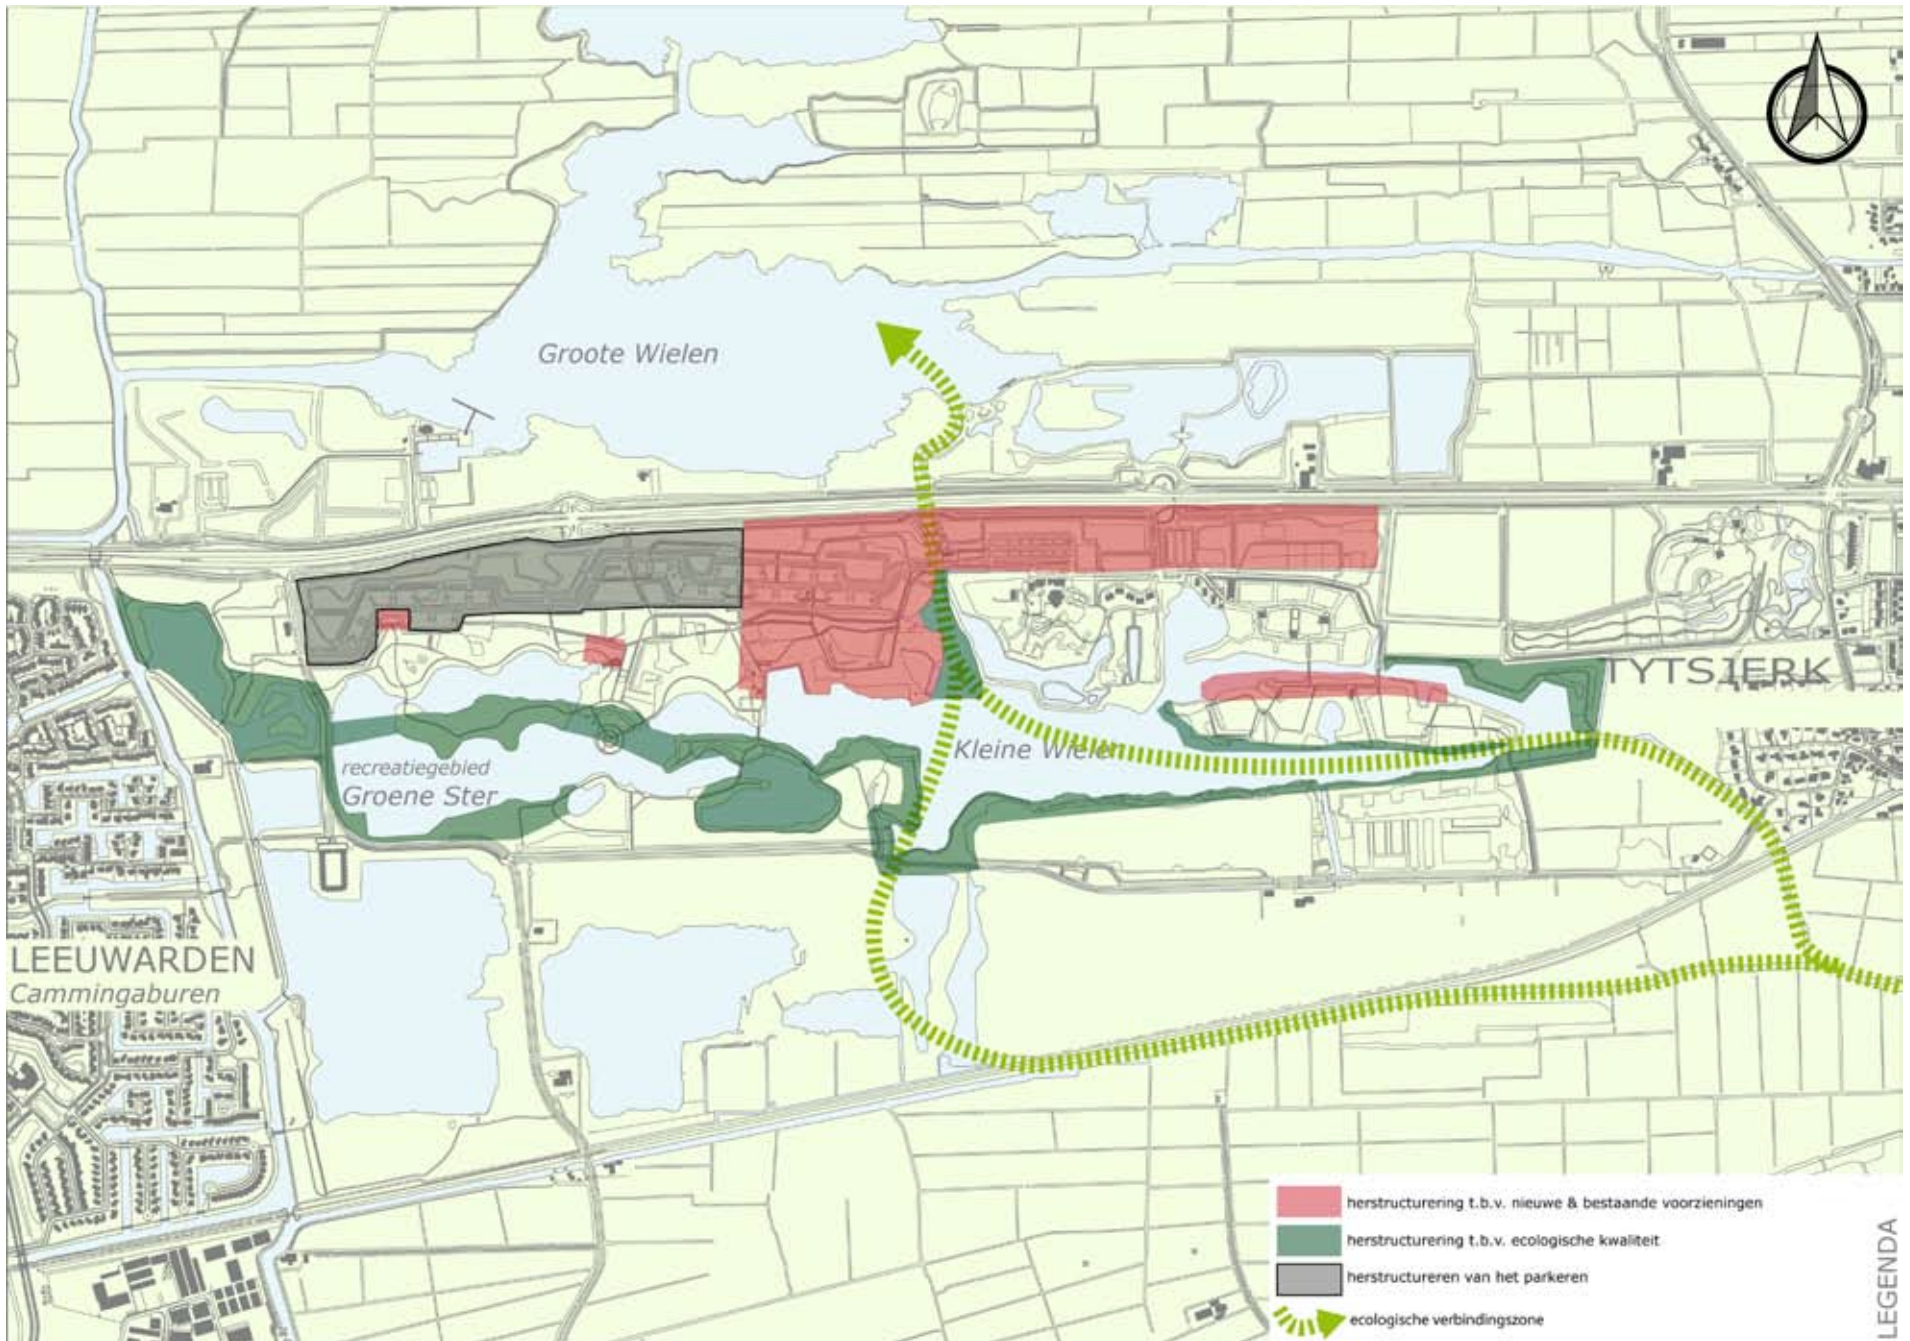 Groote Wielen
TYTSJERK
Kleine Wielen
recreatiegebied
Groene Ster
LEEUWARDEN
Cammingaburen
herstructurering t.b.v. nieuwe & bestaande voorzieningen
herstructurering t.b.v. ecologische kwaliteit
herstructureren van het parkeren
ecologische verbindingszone
LEGENDA